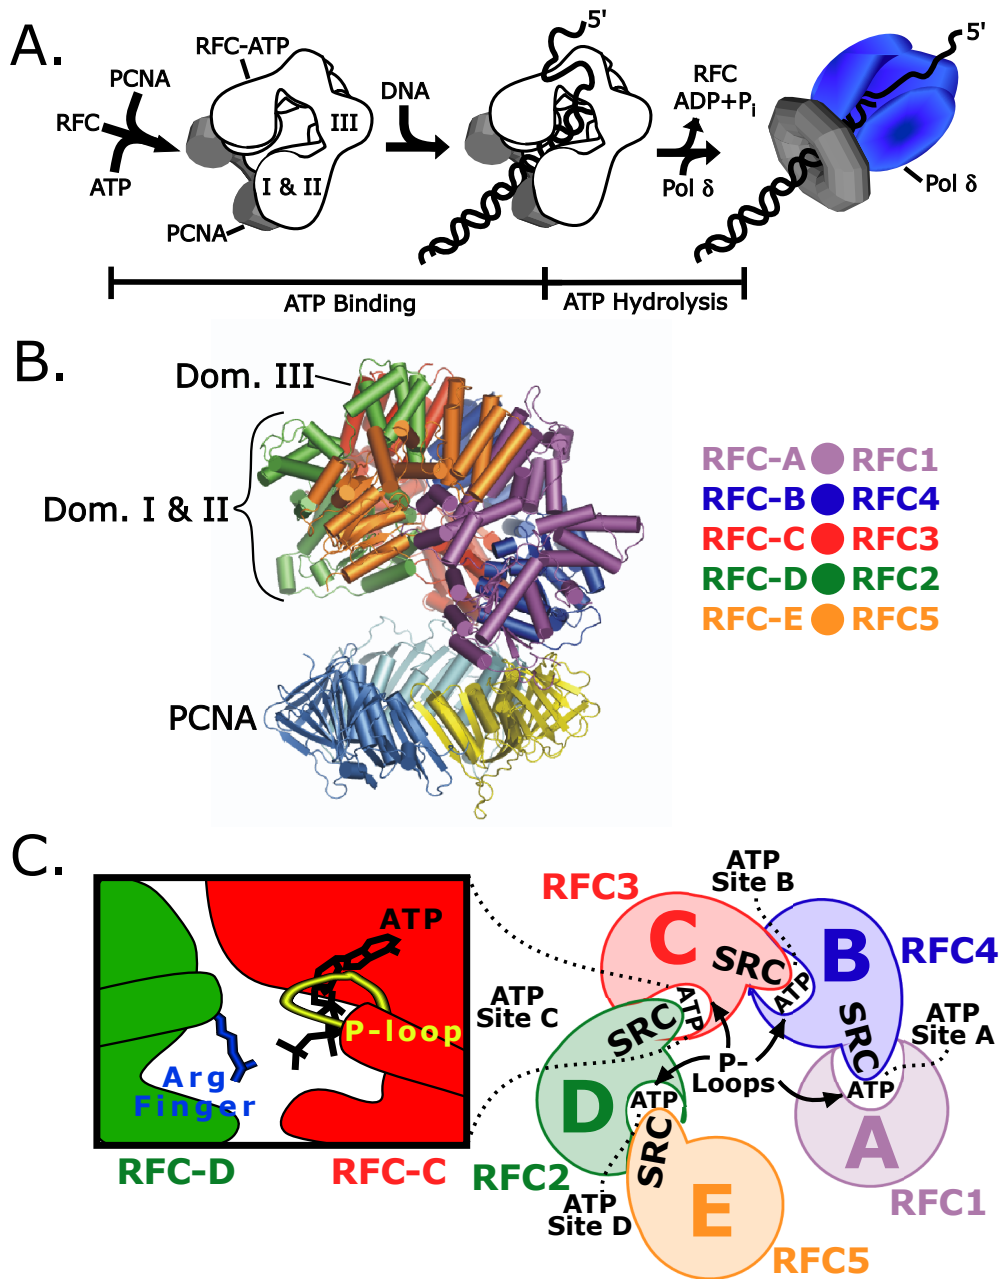 A.
RFC-ATP
PCNA
RFC
ATP
III
I & II
PCNA
DNA
5'
RFC
ADP+Pi
Pol δ
5'
Pol δ
ATP Binding
ATP Hydrolysis
B.
Dom. III
Dom. I & II
PCNA
RFC-A RFC1
RFC-B RFC4
RFC-C RFC3
RFC-D RFC2
RFC-E RFC5
C.
ATP
P-loop
Arg
Finger
RFC-D
RFC-C
RFC3
C
SRC
ATP
ATP
Site B
B
RFC4
SRC
ATP
ATP
Site A
ATP
Site C
SRC
ATP
P-
Loops
D
RFC2
ATP
Site D
SRC
ATP
A
RFC1
E
RFC5